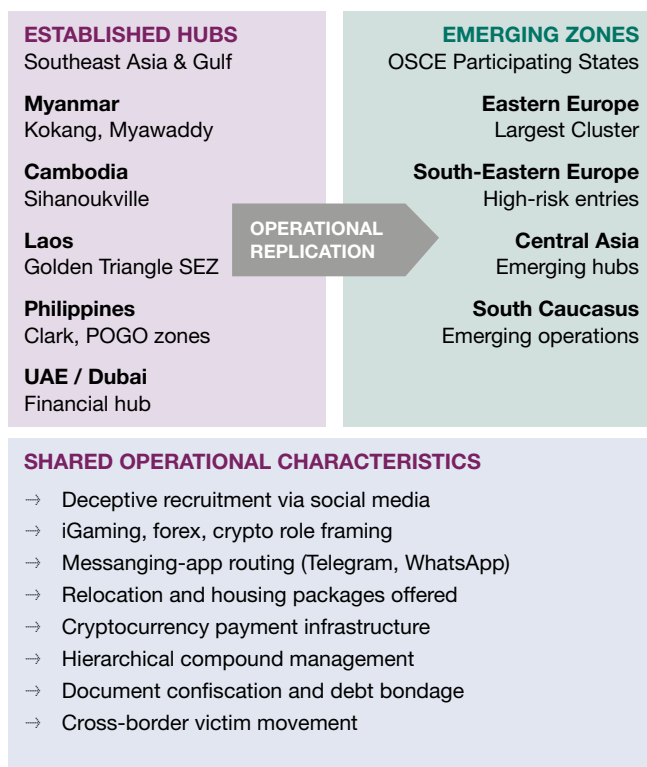 ESTABLISHED HUBS
Southeast Asia & Gulf
Myanmar
Kokang, Myawaddy
Cambodia
Sihanoukville
Laos
Golden Triangle SEZ
Philippines
Clark, POGO zones
UAE / Dubai
Financial hub
OPERATIONAL
REPLICATION
EMERGING ZONES
OSCE Participating States
Eastern Europe
Largest Cluster
South-Eastern Europe
High-risk entries
Central Asia
Emerging hubs
South Caucasus
Emerging operations
SHARED OPERATIONAL CHARACTERISTICS
→ Deceptive recruitment via social media
→ iGaming, forex, crypto role framing
→ Messanging-app routing (Telegram, WhatsApp)
→ Relocation and housing packages offered
→ Cryptocurrency payment infrastructure
→ Hierarchical compound management
→ Document confiscation and debt bondage
→ Cross-border victim movement